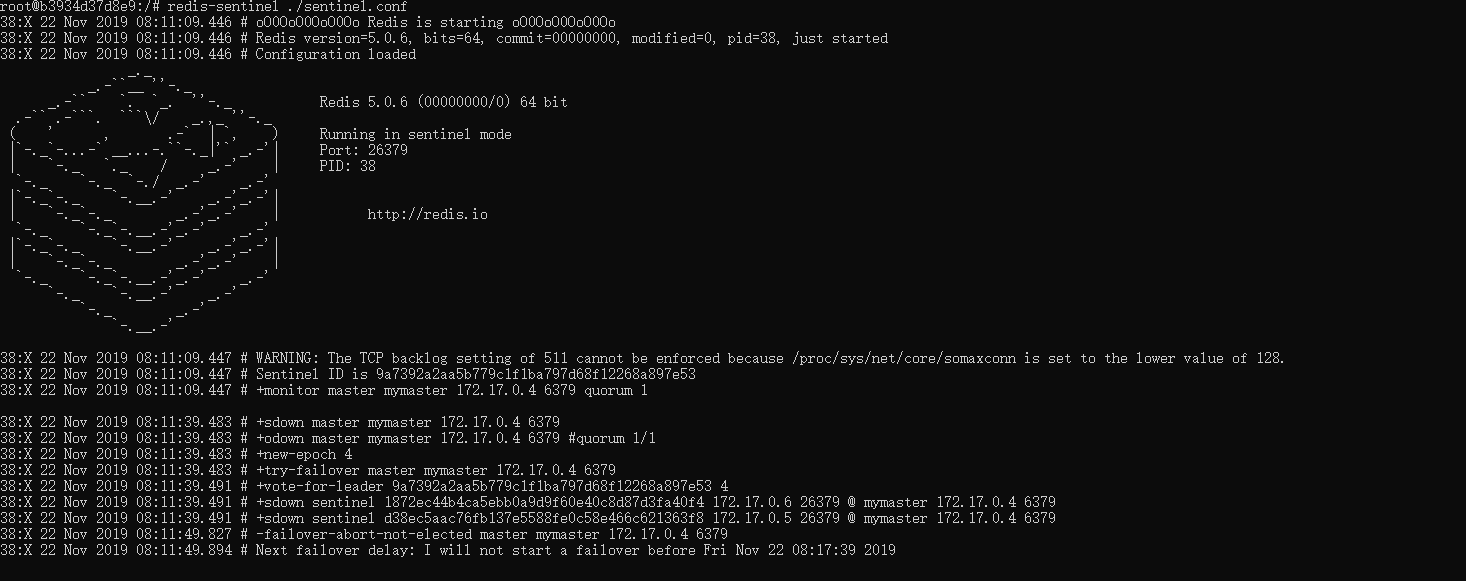 root@b3934d37d8e9:/# redis-sentinel ./sentinel.conf
38:X 22 Nov 2019 08:11:09.446 # oO0OoO0OoO0Oo Redis is starting oO0OoO0OoO0Oo
38:X 22 Nov 2019 08:11:09.446 # Redis version=5.0.6, bits=64, commit=00000000, modified=0, pid=38, just started
38:X 22 Nov 2019 08:11:09.446 # Configuration loaded
Redis 5.0.6 (00000000/0) 64 bit
Running in sentinel mode
Port: 26379
PID: 38
http://redis.io
38:X 22 Nov 2019 08:11:09.447 # WARNING: The TCP backlog setting of 511 cannot be enforced because /proc/sys/net/core/somaxconn is set to the lower value of 128.
38:X 22 Nov 2019 08:11:09.447 # Sentinel ID is 9a7392a2aa5b779c1f1ba797d68f12268a897e53
38:X 22 Nov 2019 08:11:09.447 # +monitor master mymaster 172.17.0.4 6379 quorum 1
38:X 22 Nov 2019 08:11:39.483 # +sdown master mymaster 172.17.0.4 6379
38:X 22 Nov 2019 08:11:39.483 # +odown master mymaster 172.17.0.4 6379 #quorum 1/1
38:X 22 Nov 2019 08:11:39.483 # +new-epoch 4
38:X 22 Nov 2019 08:11:39.483 # +try-failover master mymaster 172.17.0.4 6379
38:X 22 Nov 2019 08:11:39.491 # +vote-for-leader 9a7392a2aa5b779c1f1ba797d68f12268a897e53 4
38:X 22 Nov 2019 08:11:39.491 # +sdown sentinel 1872ec44b4ca5ebb0a9d9f60e40c8d87d3fa40f4 172.17.0.6 26379 @ mymaster 172.17.0.4 6379
38:X 22 Nov 2019 08:11:39.491 # +sdown sentinel d38ec5aac76fb137e5588fe0c58e466c621363f8 172.17.0.5 26379 @ mymaster 172.17.0.4 6379
38:X 22 Nov 2019 08:11:49.827 # -failover-abort-not-elected master mymaster 172.17.0.4 6379
38:X 22 Nov 2019 08:11:49.894 # Next failover delay: I will not start a failover before Fri Nov 22 08:17:39 2019